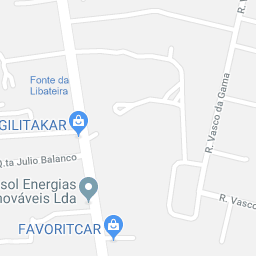 Fonte da
Libateira
GILITAKAR
Q.ta Julio Balanco
sol Energias
nováveis Lda
FAVORITCAR
R. Vasco da Gama
R.
R. Vasco